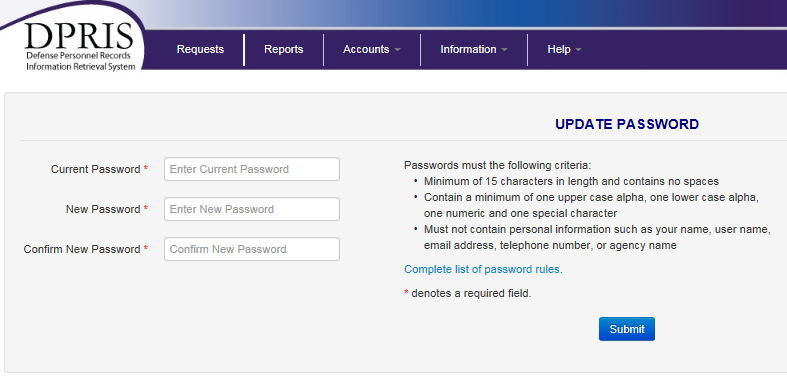 DPRIS
Defense Personnel Records
Information Retrieval System
Requests
Reports
Accounts
Information
Help
UPDATE PASSWORD
Current Password *
Enter Current Password
New Password *
Enter New Password
Confirm New Password *
Confirm New Password
Passwords must the following criteria:
• Minimum of 15 characters in length and contains no spaces
• Contain a minimum of one upper case alpha, one lower case alpha,
one numeric and one special character
• Must not contain personal information such as your name, user name,
email address, telephone number, or agency name
Complete list of password rules.
* denotes a required field.
Submit